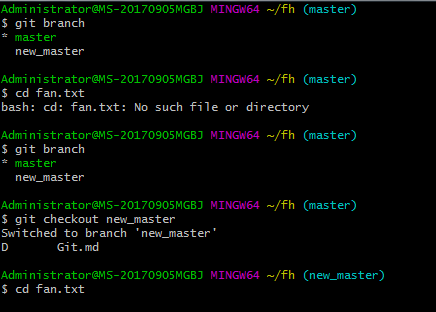 Administrator@MS-20170905MGBJ MINGW64 ~/fh (master)
$ git branch
* master
  new_master
Administrator@MS-20170905MGBJ MINGW64 ~/fh (master)
$ cd fan.txt
bash: cd: fan.txt: No such file or directory
Administrator@MS-20170905MGBJ MINGW64 ~/fh (master)
$ git branch
* master
  new_master
Administrator@MS-20170905MGBJ MINGW64 ~/fh (master)
$ git checkout new_master
Switched to branch 'new_master'
D       Git.md
Administrator@MS-20170905MGBJ MINGW64 ~/fh (new_master)
$ cd fan.txt